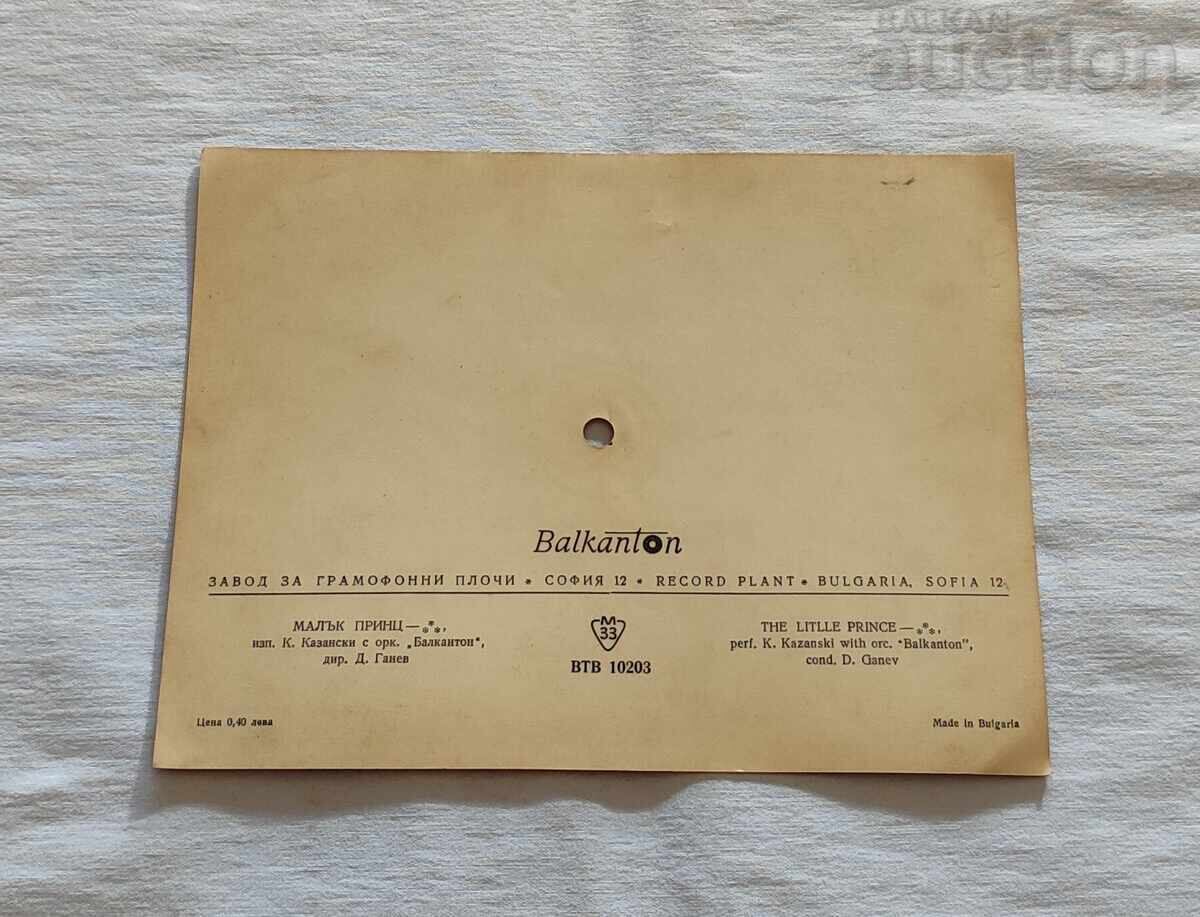 BALKAN
auction
Balkanton
ЗАВОД ЗА ГРАМОФОННИ ПЛОЧИ * СОФИЯ 12 * RECORD PLANT * BULGARIA, SOFIA 12
МАЛЪК ПРИНЦ — ***,
изп. К. Казански с орк. „Балкантон",
дир. Д. Ганев
М
33
ВТВ 10203
THE LITLLE PRINCE — ***,
perf. K. Kazanski with orc. "Balkanton",
cond. D. Ganev
Цена 0,40 лева
Made in Bulgaria